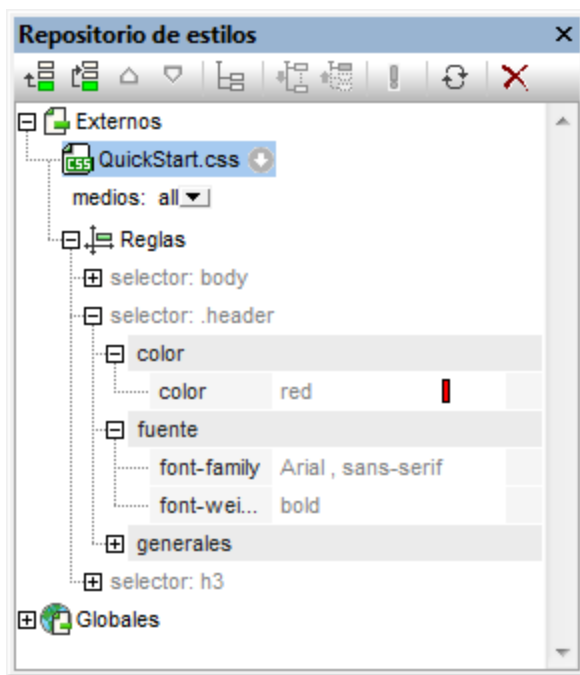 Repositorio de estilos
Externos
CSS QuickStart.css
medios: all
Reglas
selector: body
selector: .header
color
color red
fuente
font-family Arial , sans-serif
font-wei... bold
generales
selector: h3
Globales